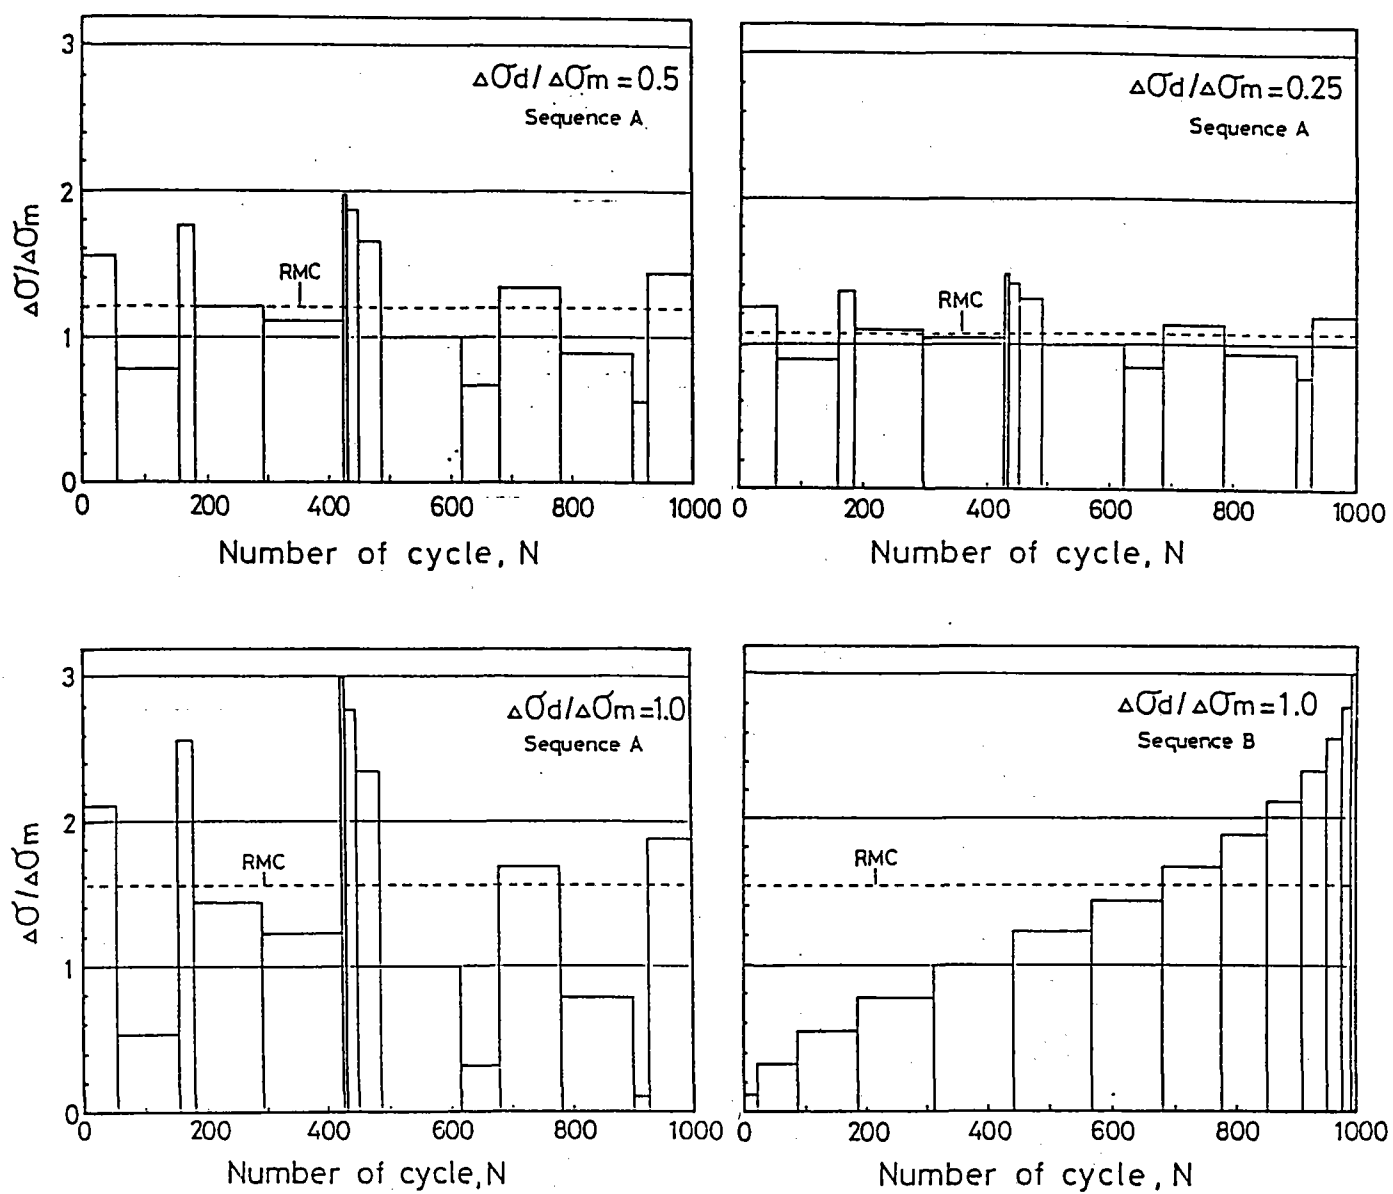 3
2
1
0
Δσ/Δσm
Δσd/Δσm = 0.5
Sequence A
RMC
0 200 400 600 800 1000
Number of cycle, N
Δσd/Δσm = 0.25
Sequence A
RMC
0 200 400 600 800 1000
Number of cycle, N
3
2
1
0
Δσ/Δσm
Δσd/Δσm=1.0
Sequence A
RMC
0 200 400 600 800 1000
Number of cycle, N
Δσd/Δσm = 1.0
Sequence B
RMC
0 200 400 600 800 1000
Number of cycle, N